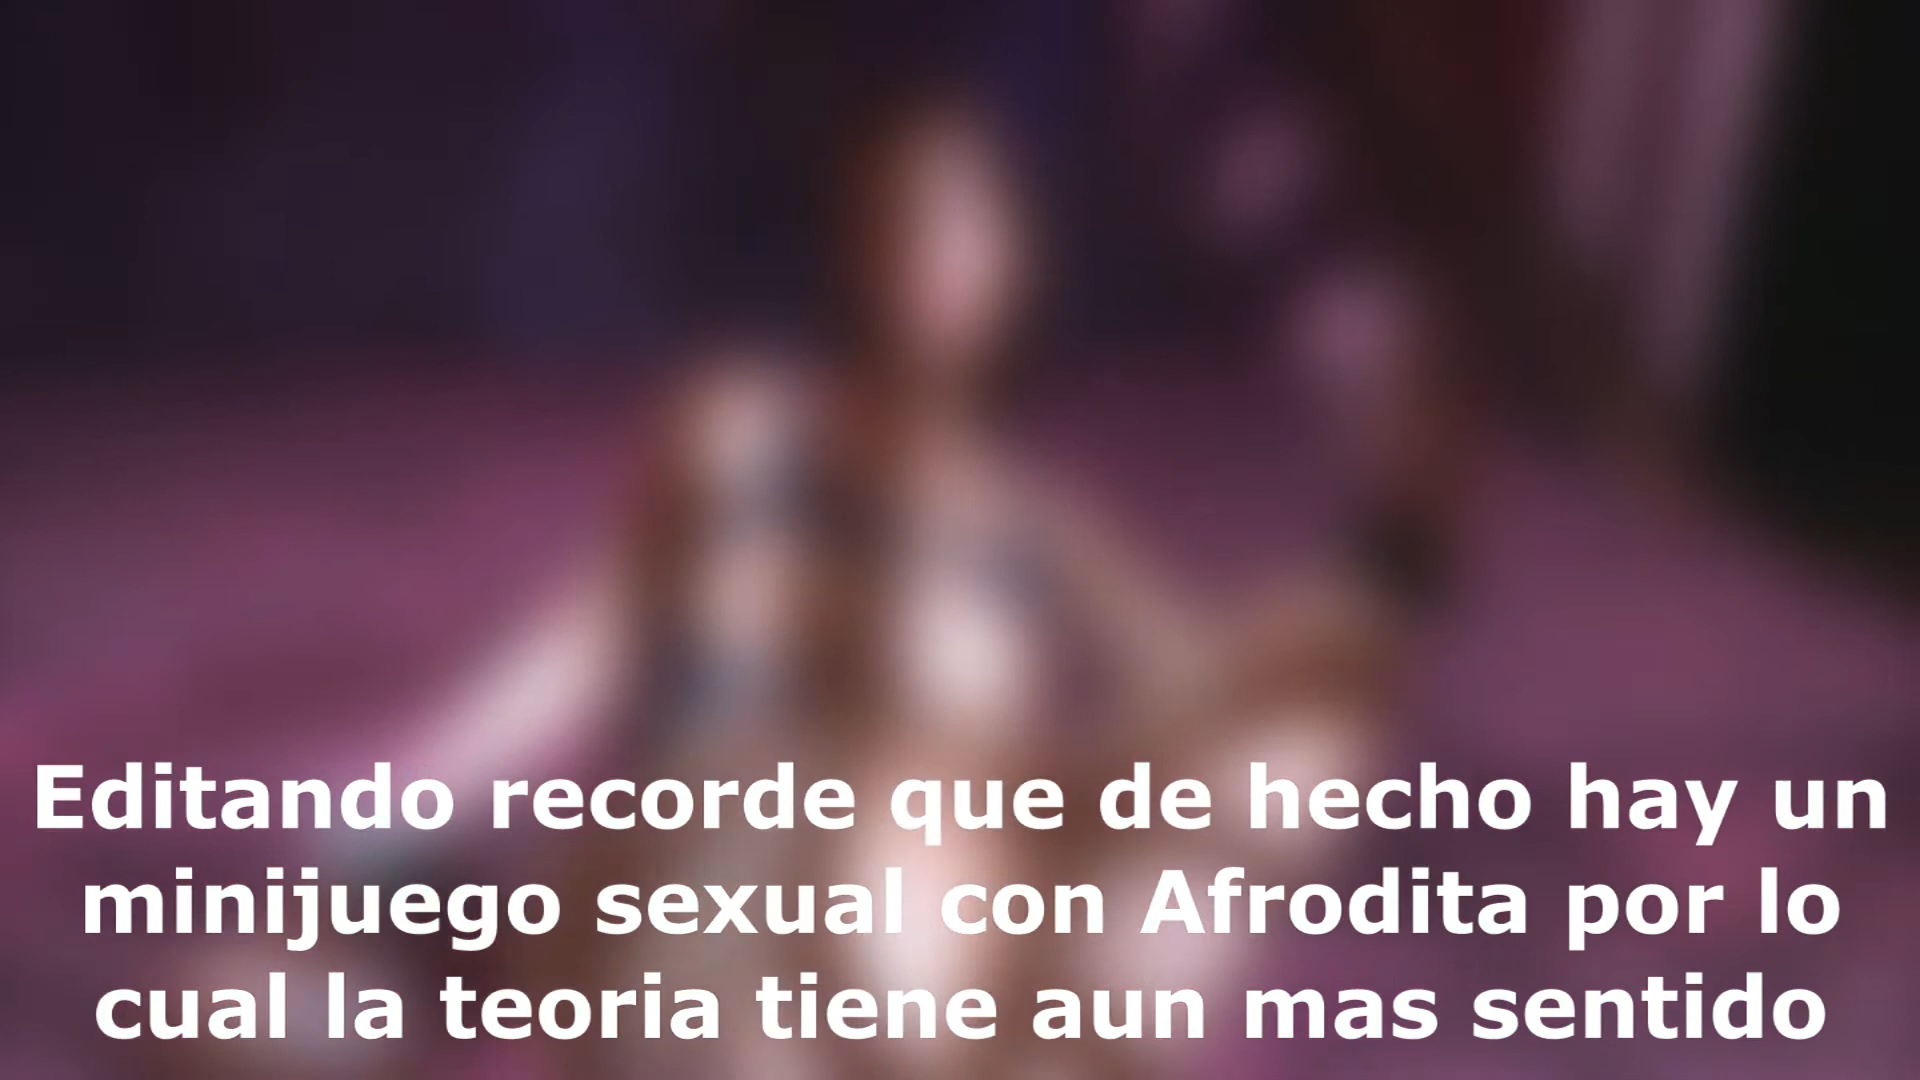 Editando recorde que de hecho hay un
minijuego sexual con Afrodita por lo
cual la teoria tiene aun mas sentido